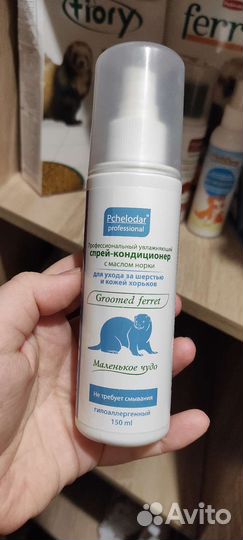 fiory
ferret
Pchelodar®
professional
Профессиональный увлажняющий
спрей-кондиционер
с маслом норки
для ухода за шерстью
и кожей хорьков
Groomed ferret
Маленькое чудо
Не требует смывания
гипоаллергенный
150 ml
Avito